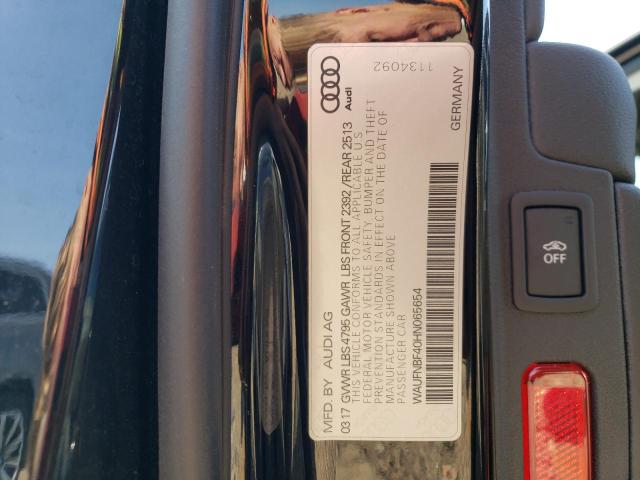 Audi
1134092
MFD. BY AUDI AG
0317 GVWR LBS 4795 GAWR LBS FRONT 2392 /REAR 2513
THIS VEHICLE CONFORMS TO ALL APPLICABLE U.S.
FEDERAL MOTOR VEHICLE SAFETY, BUMPER AND THEFT
PREVENTION STANDARDS IN EFFECT ON THE DATE OF
MANUFACTURE SHOWN ABOVE
PASSENGER CAR
WAUFNBF40HN065654
GERMANY
OFF